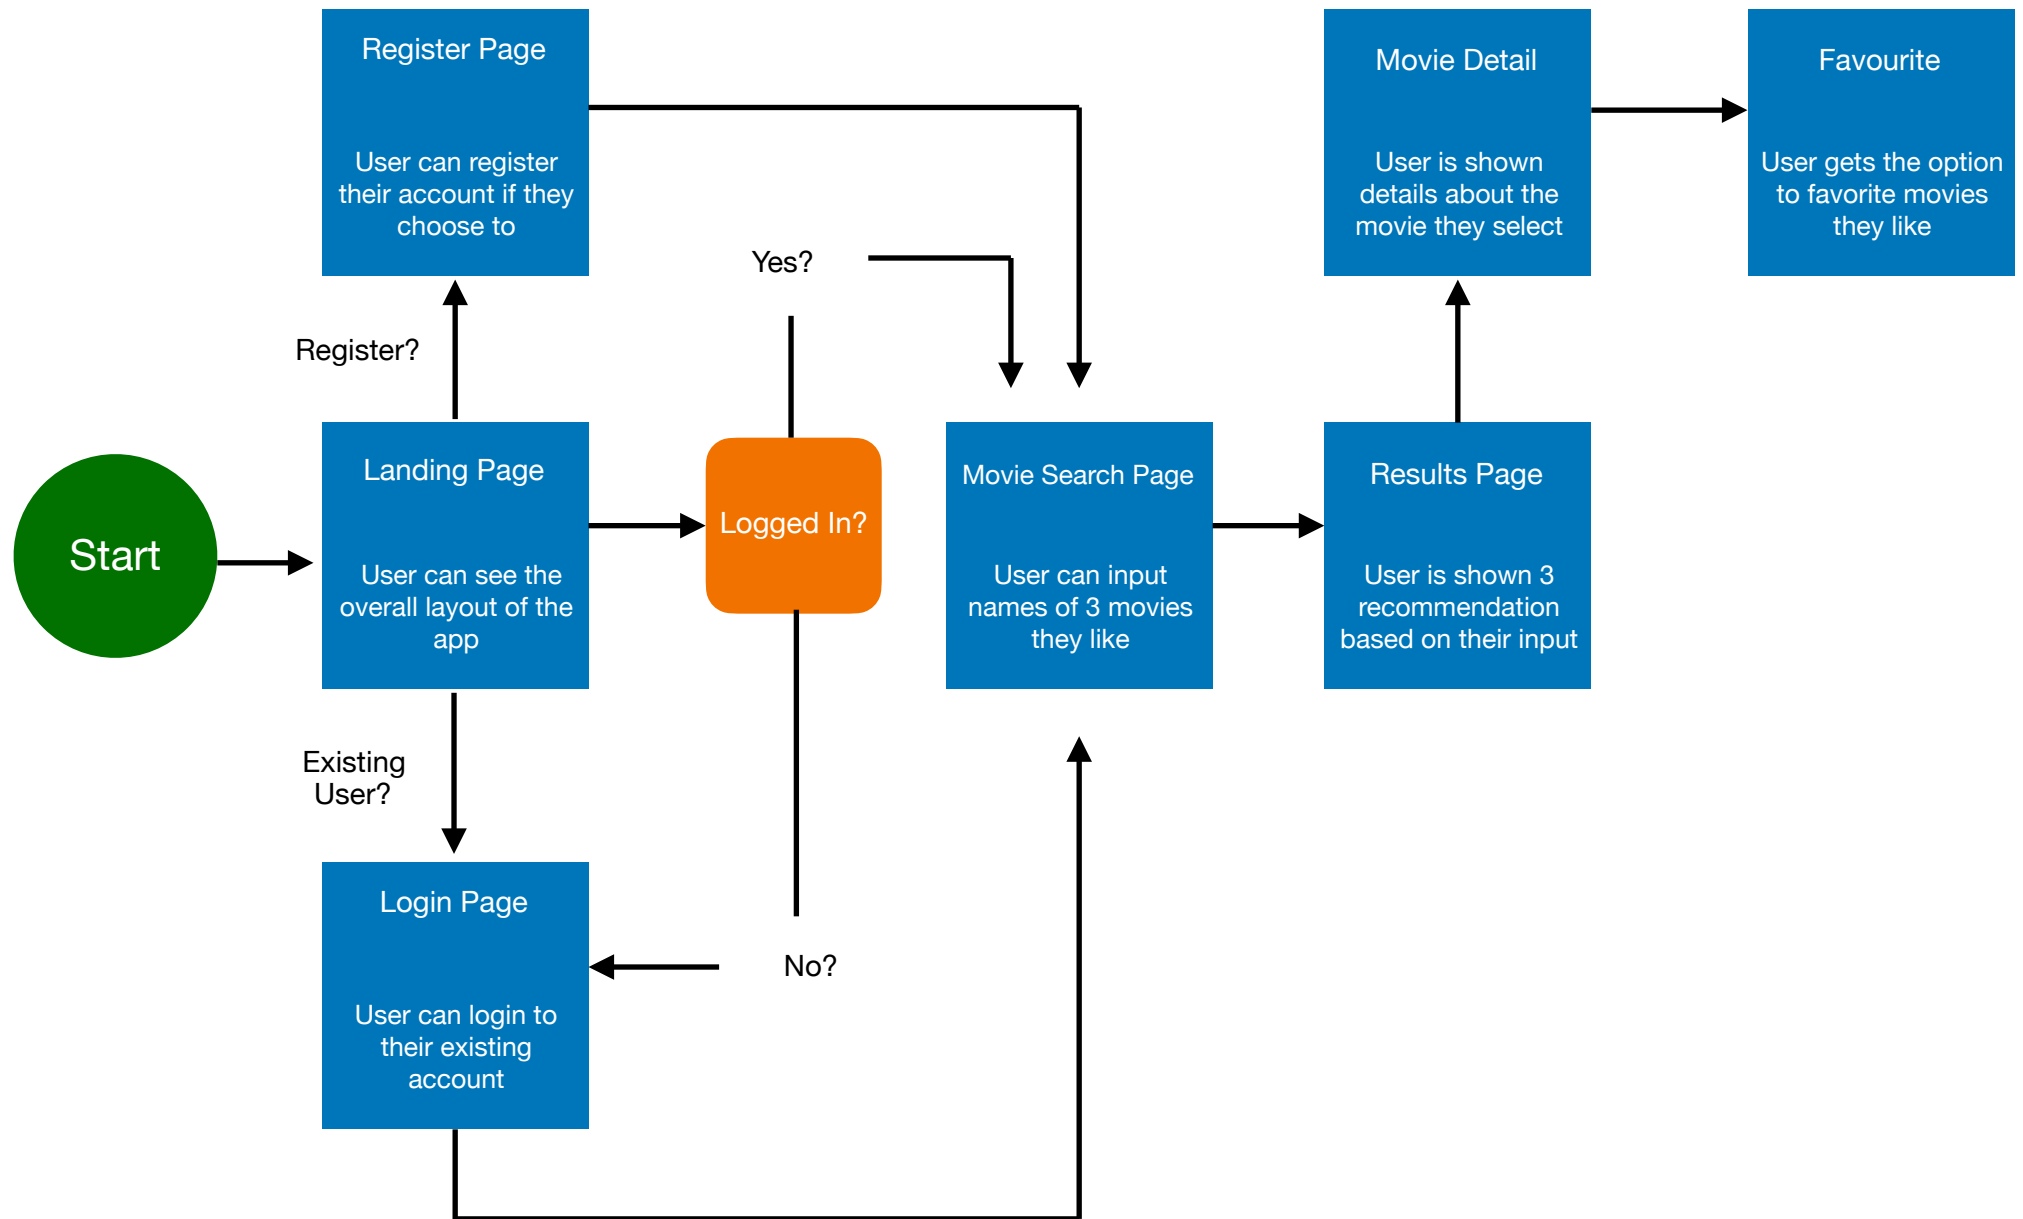 Register Page
User can register
their account if they
choose to
Movie Detail
User is shown
details about the
movie they select
Favourite
User gets the option
to favorite movies
they like
Yes?
Register?
Start
Landing Page
User can see the
overall layout of the
app
Logged In?
Movie Search Page
User can input
names of 3 movies
they like
Results Page
User is shown 3
recommendation
based on their input
Existing
User?
Login Page
User can login to
their existing
account
No?